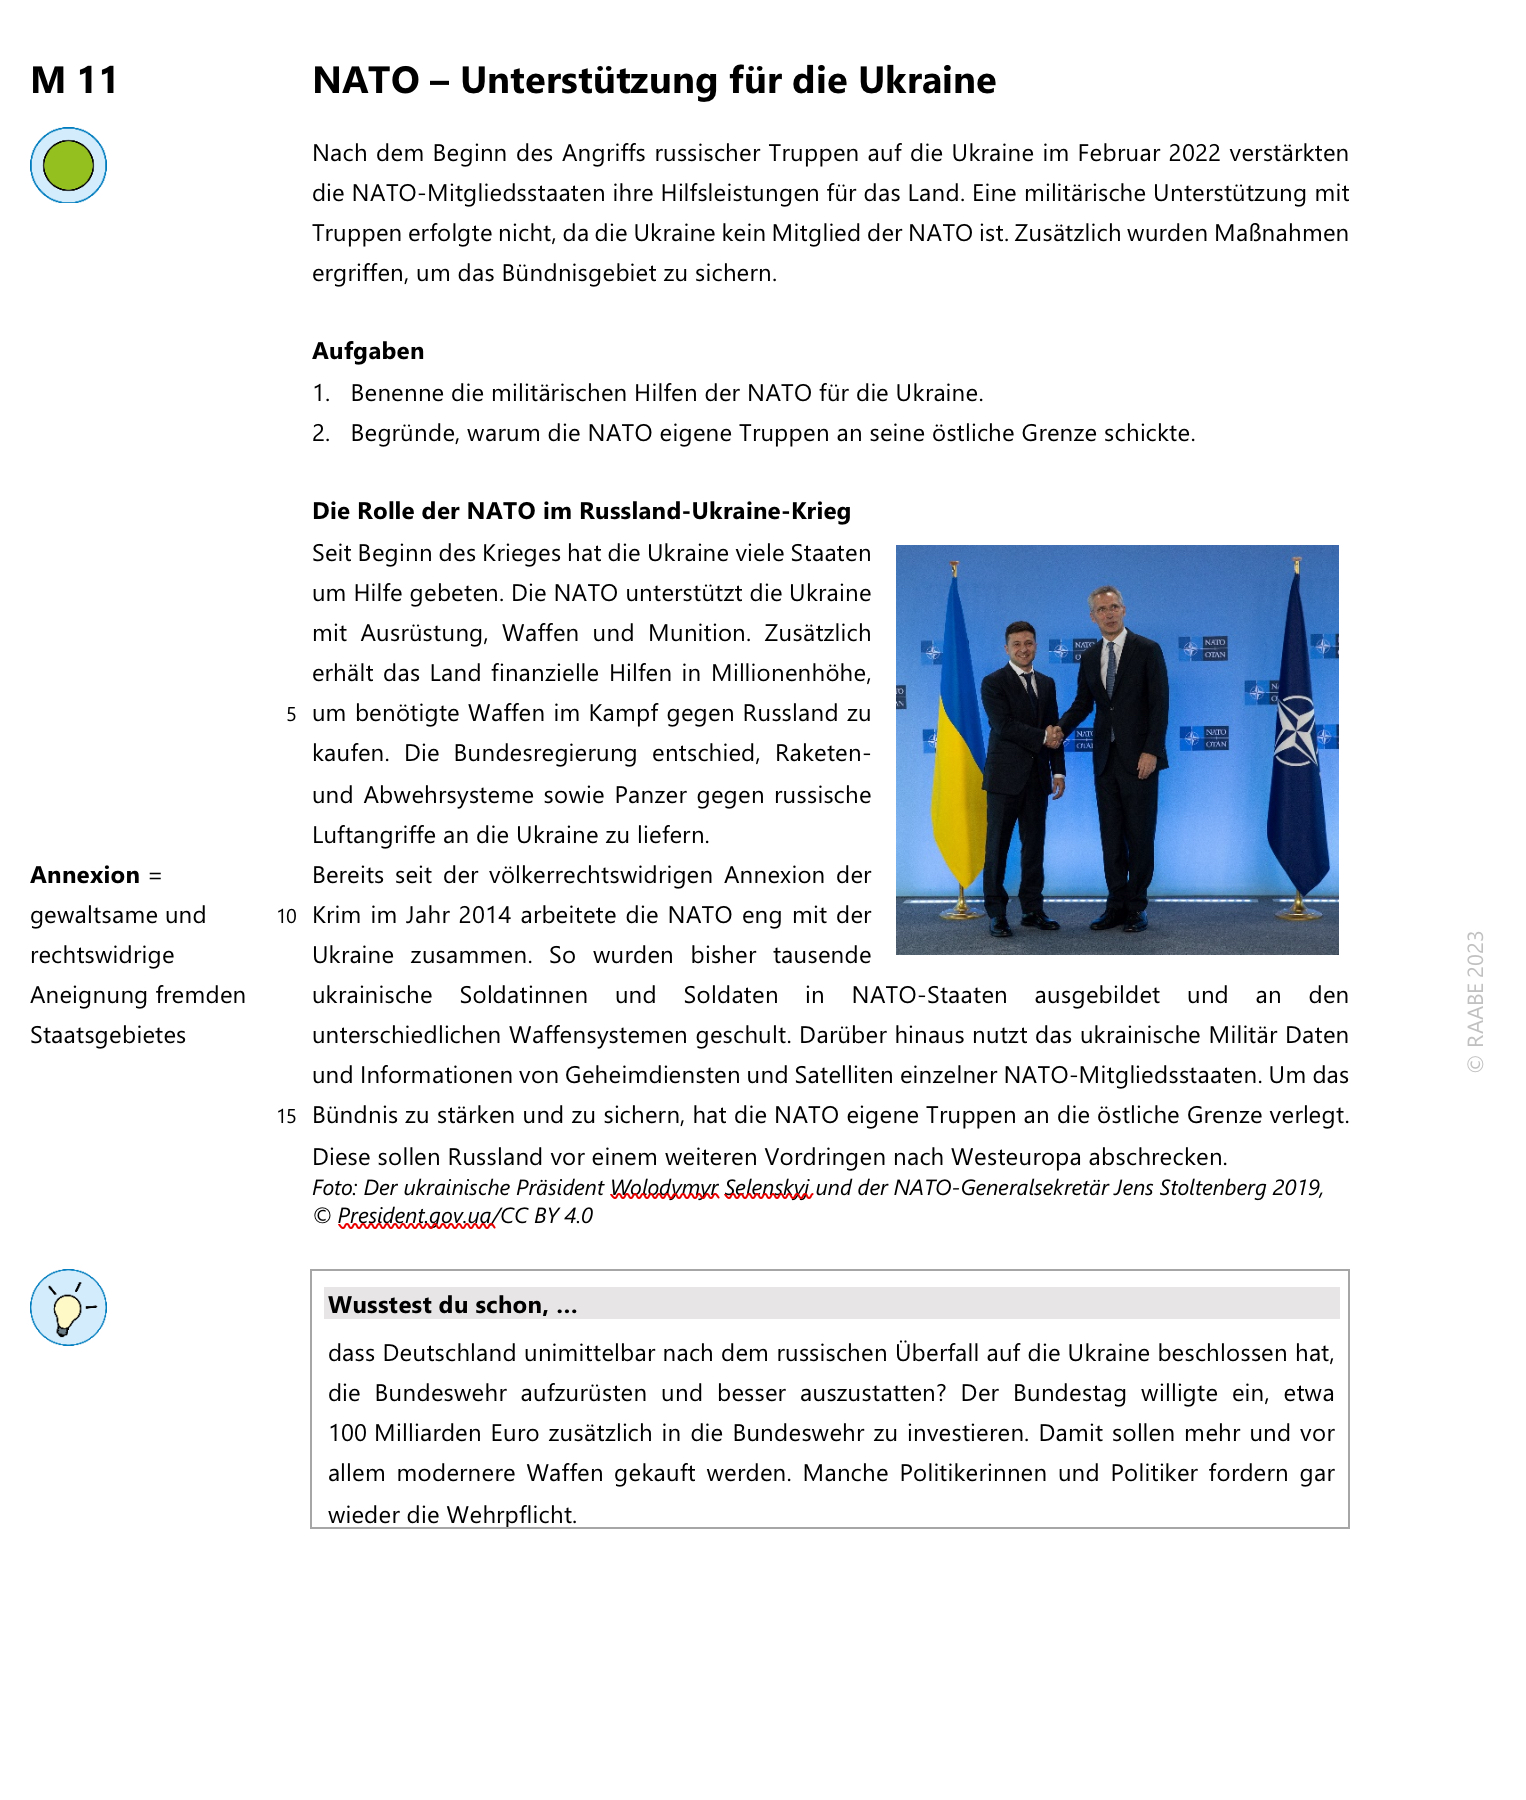 M 11
NATO – Unterstützung für die Ukraine
Nach dem Beginn des Angriffs russischer Truppen auf die Ukraine im Februar 2022 verstärkten
die NATO-Mitgliedsstaaten ihre Hilfsleistungen für das Land. Eine militärische Unterstützung mit
Truppen erfolgte nicht, da die Ukraine kein Mitglied der NATO ist. Zusätzlich wurden Maßnahmen
ergriffen, um das Bündnisgebiet zu sichern.
Aufgaben
1. Benenne die militärischen Hilfen der NATO für die Ukraine.
2. Begründe, warum die NATO eigene Truppen an seine östliche Grenze schickte.
Die Rolle der NATO im Russland-Ukraine-Krieg
Seit Beginn des Krieges hat die Ukraine viele Staaten
um Hilfe gebeten. Die NATO unterstützt die Ukraine
mit Ausrüstung, Waffen und Munition. Zusätzlich
erhält das Land finanzielle Hilfen in Millionenhöhe,
5 um benötigte Waffen im Kampf gegen Russland zu
kaufen. Die Bundesregierung entschied, Raketen-
und Abwehrsysteme sowie Panzer gegen russische
Luftangriffe an die Ukraine zu liefern.
Bereits seit der völkerrechtswidrigen Annexion der
10 Krim im Jahr 2014 arbeitete die NATO eng mit der
Ukraine zusammen. So wurden bisher tausende
ukrainische Soldatinnen und Soldaten in NATO-Staaten ausgebildet und an den
unterschiedlichen Waffensystemen geschult. Darüber hinaus nutzt das ukrainische Militär Daten
und Informationen von Geheimdiensten und Satelliten einzelner NATO-Mitgliedsstaaten. Um das
15 Bündnis zu stärken und zu sichern, hat die NATO eigene Truppen an die östliche Grenze verlegt.
Diese sollen Russland vor einem weiteren Vordringen nach Westeuropa abschrecken.
Annexion =
gewaltsame und
rechtswidrige
Aneignung fremden
Staatsgebietes
NATO
OTAN
NATO
OTAN
Foto: Der ukrainische Präsident Wolodymyr Selenskyj und der NATO-Generalsekretär Jens Stoltenberg 2019,
© President.gov.ua/CC BY 4.0
Wusstest du schon, …
dass Deutschland unimittelbar nach dem russischen Überfall auf die Ukraine beschlossen hat,
die Bundeswehr aufzurüsten und besser auszustatten? Der Bundestag willigte ein, etwa
100 Milliarden Euro zusätzlich in die Bundeswehr zu investieren. Damit sollen mehr und vor
allem modernere Waffen gekauft werden. Manche Politikerinnen und Politiker fordern gar
wieder die Wehrpflicht.
© RAABE 2023